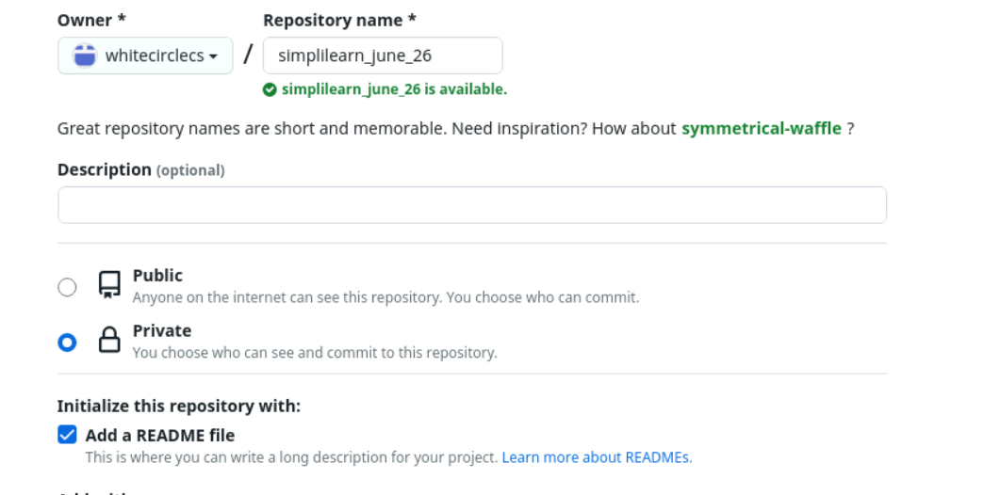 Owner * Repository name *
whitecirclecs / simplilearn_june_26
simplilearn_june_26 is available.
Great repository names are short and memorable. Need inspiration? How about symmetrical-waffle ?
Description (optional)
Public
Anyone on the internet can see this repository. You choose who can commit.
Private
You choose who can see and commit to this repository.
Initialize this repository with:
Add a README file
This is where you can write a long description for your project. Learn more about READMEs.